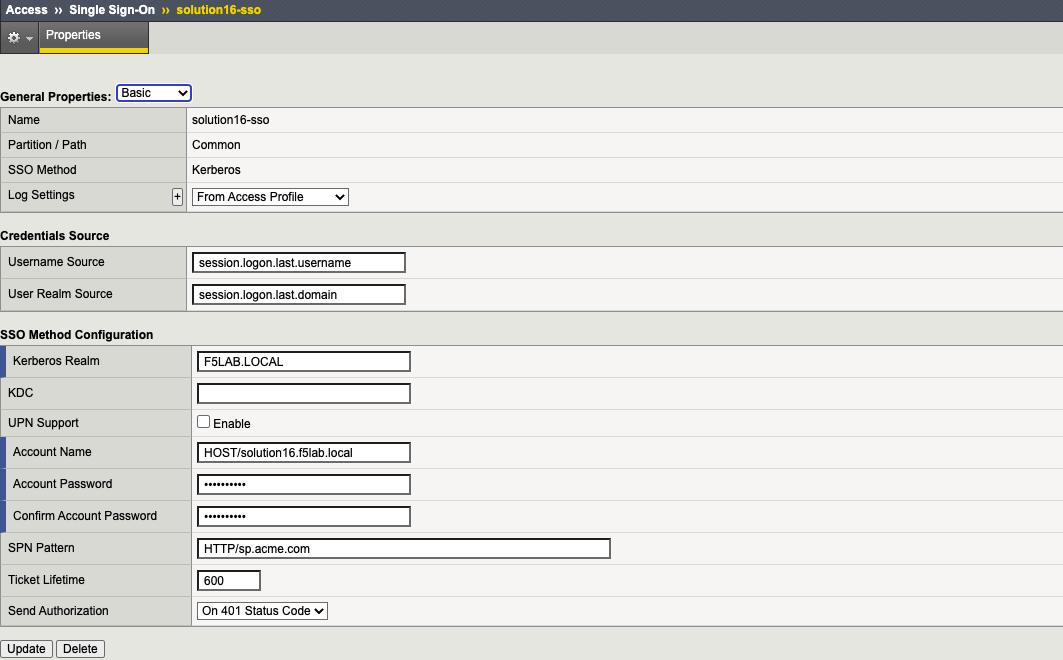 Access ›› Single Sign-On ›› solution16-sso
Properties
General Properties: Basic
Name solution16-sso
Partition / Path Common
SSO Method Kerberos
Log Settings + From Access Profile
Credentials Source
Username Source session.logon.last.username
User Realm Source session.logon.last.domain
SSO Method Configuration
Kerberos Realm F5LAB.LOCAL
KDC
UPN Support Enable
Account Name HOST/solution16.f5lab.local
Account Password ••••••••••
Confirm Account Password ••••••••••
SPN Pattern HTTP/sp.acme.com
Ticket Lifetime 600
Send Authorization On 401 Status Code
Update Delete